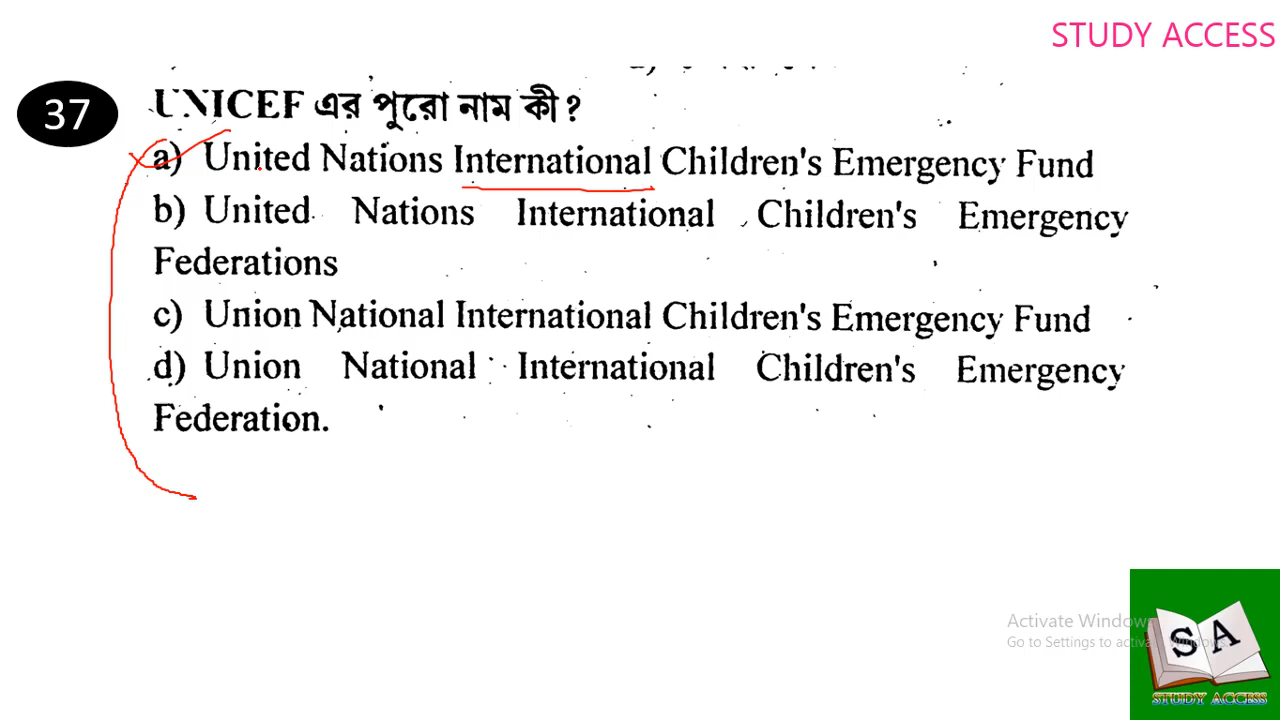 STUDY ACCESS
37
UNICEF এর পুরো নাম কী?
a) United Nations International Children's Emergency Fund
b) United Nations International Children's Emergency
Federations
c) Union National International Children's Emergency Fund
d) Union National International Children's Emergency
Federation.
Activate Windows
Go to Settings to activate Windows.
SA
STUDY ACCESS